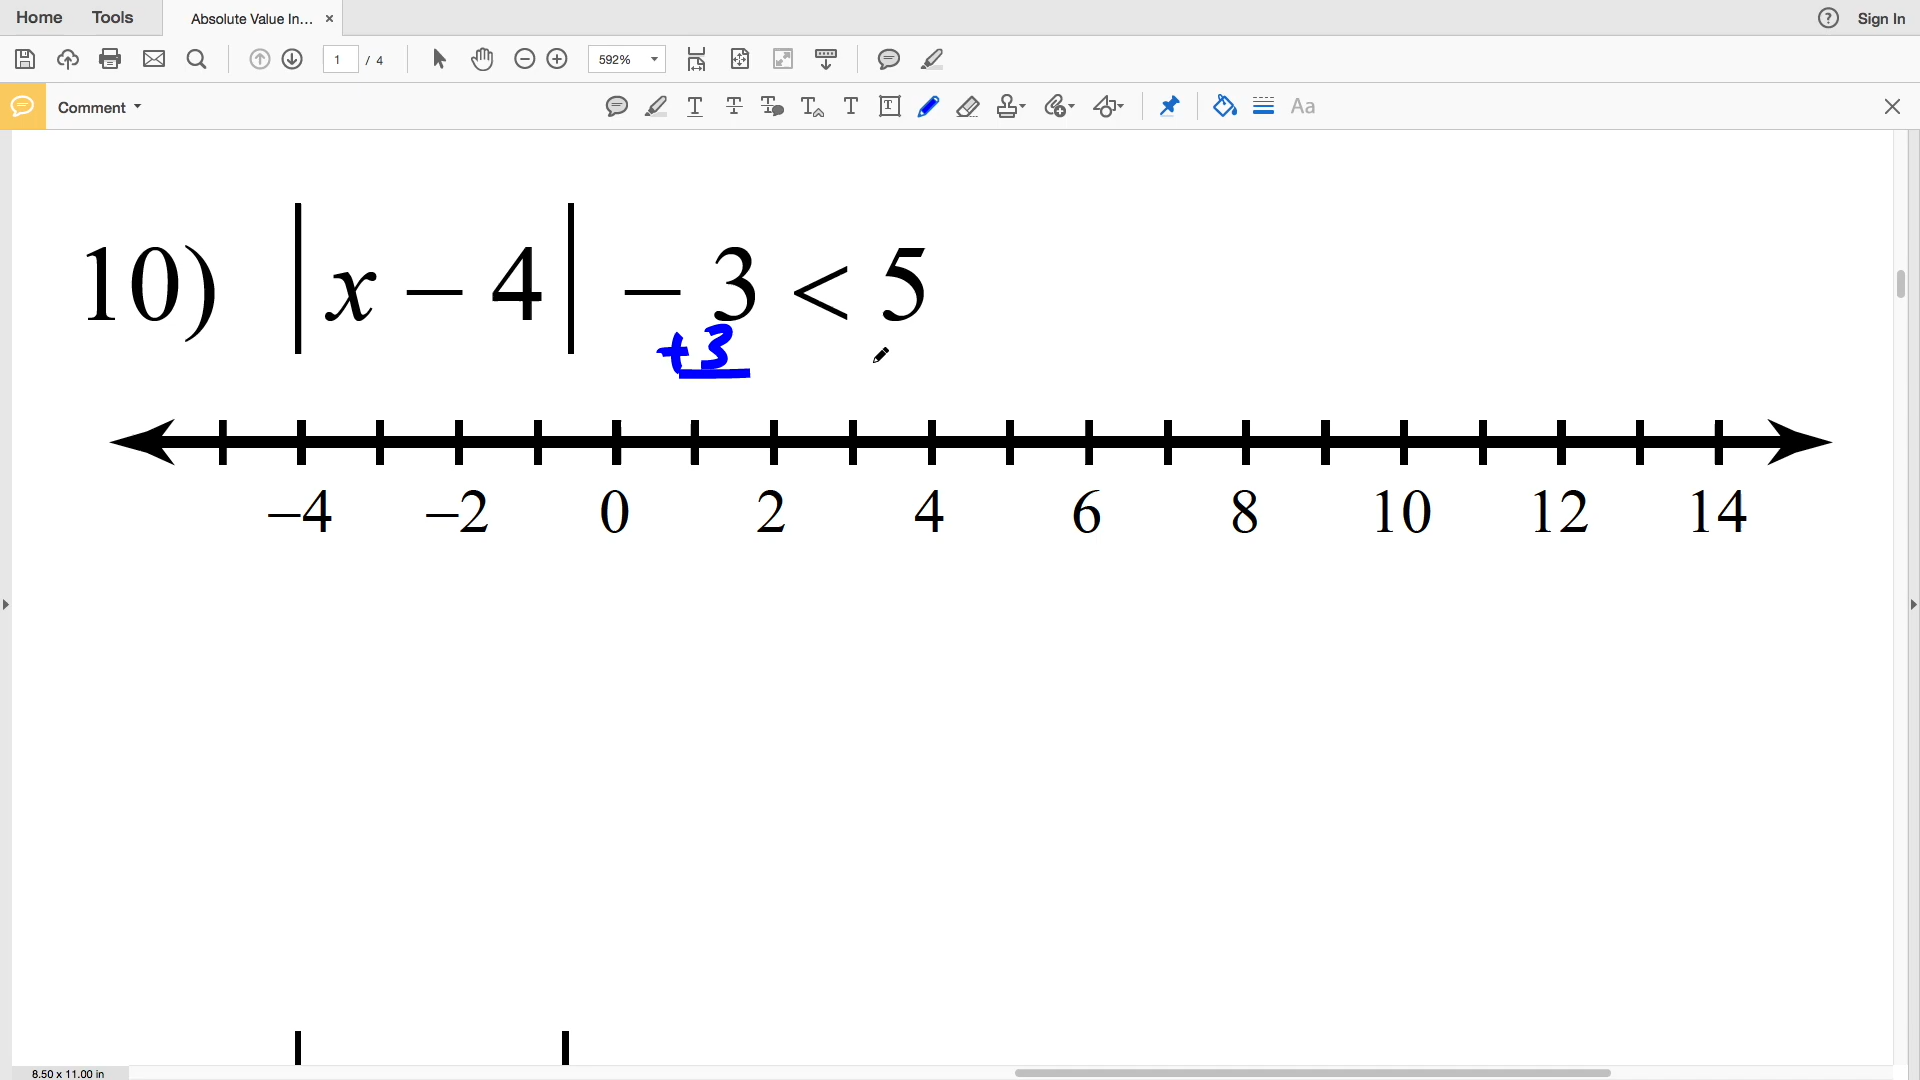 Home Tools Absolute Value In... × ? Sign In
1 / 4 592%
Comment T T T T T T Aa
10) |x − 4| − 3 < 5
+3
−4 −2 0 2 4 6 8 10 12 14
8.50 x 11.00 in